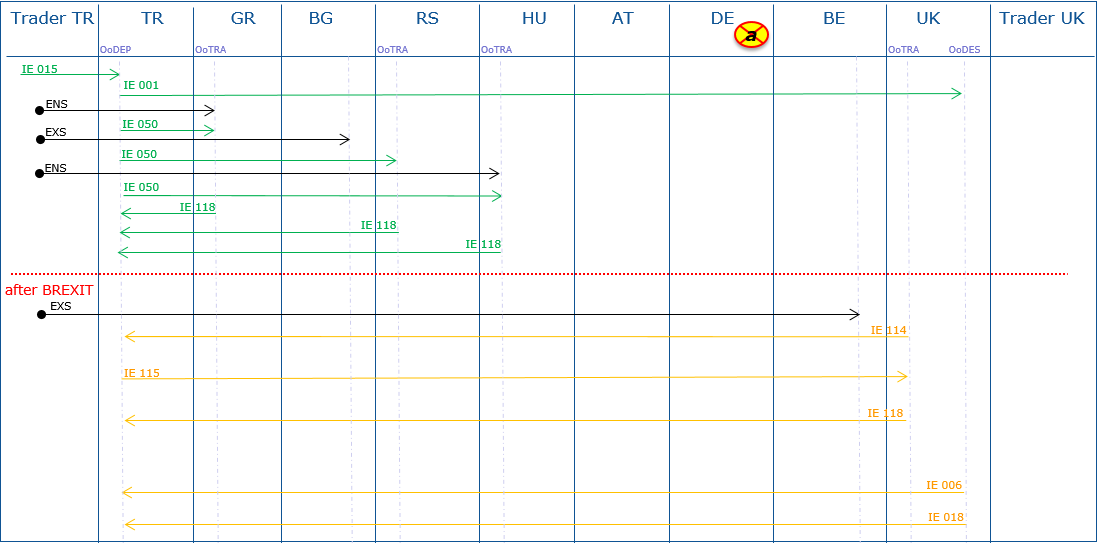 Trader TR TR GR BG RS HU AT DE BE UK Trader UK
a
OoDEP OoTRA OoTRA OoTRA OoTRA OoDES
IE 015
IE 001
ENS
IE 050
EXS
IE 050
ENS
IE 050
IE 118
IE 118
IE 118
after BREXIT
EXS
IE 114
IE 115
IE 118
IE 006
IE 018